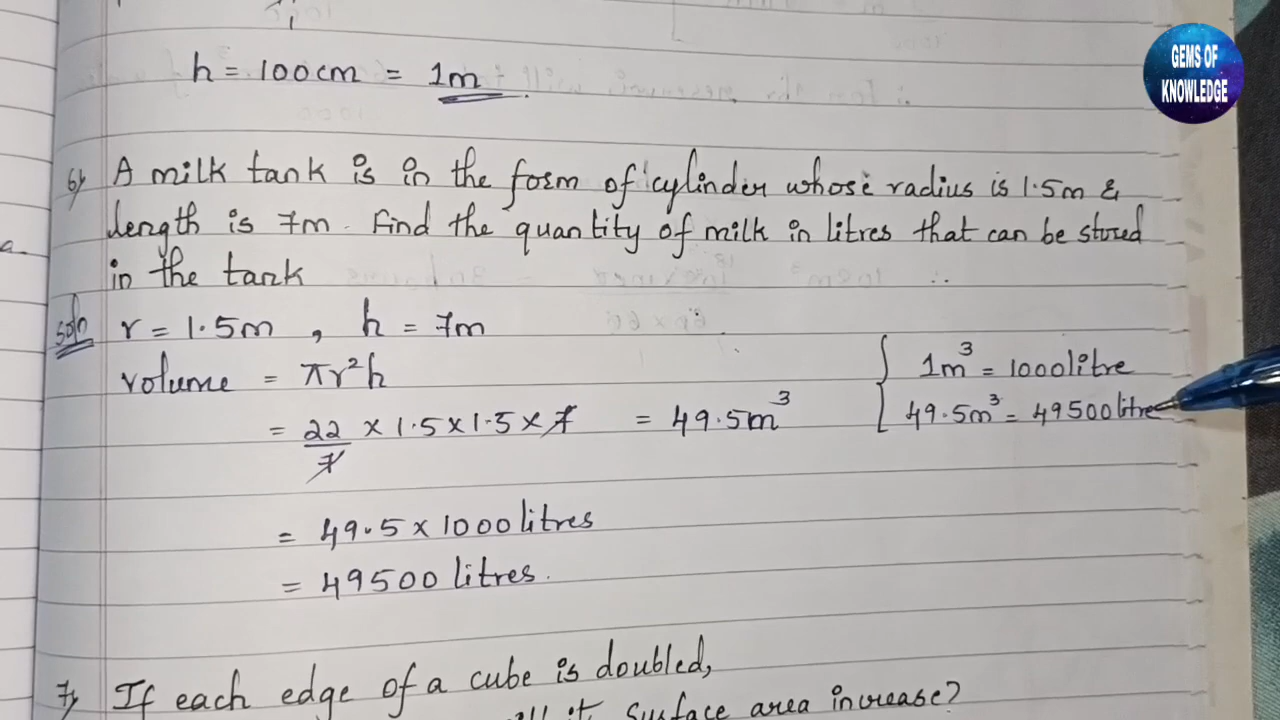 h = 100cm = 1m
GEMS OF
KNOWLEDGE
6) A milk tank is in the form of cylinder whose radius is 1.5m &
length is 7m. Find the quantity of milk in litres that can be stored
in the tank
Soln r = 1.5m , h = 7m
volume = πr²h
= 22/7 × 1.5 × 1.5 × 7 = 49.5m³
{ 1m³ = 1000litre
49.5m³ = 49500litre
= 49.5 × 1000 litres
= 49500 litres.
7) If each edge of a cube is doubled,
surface area increase?